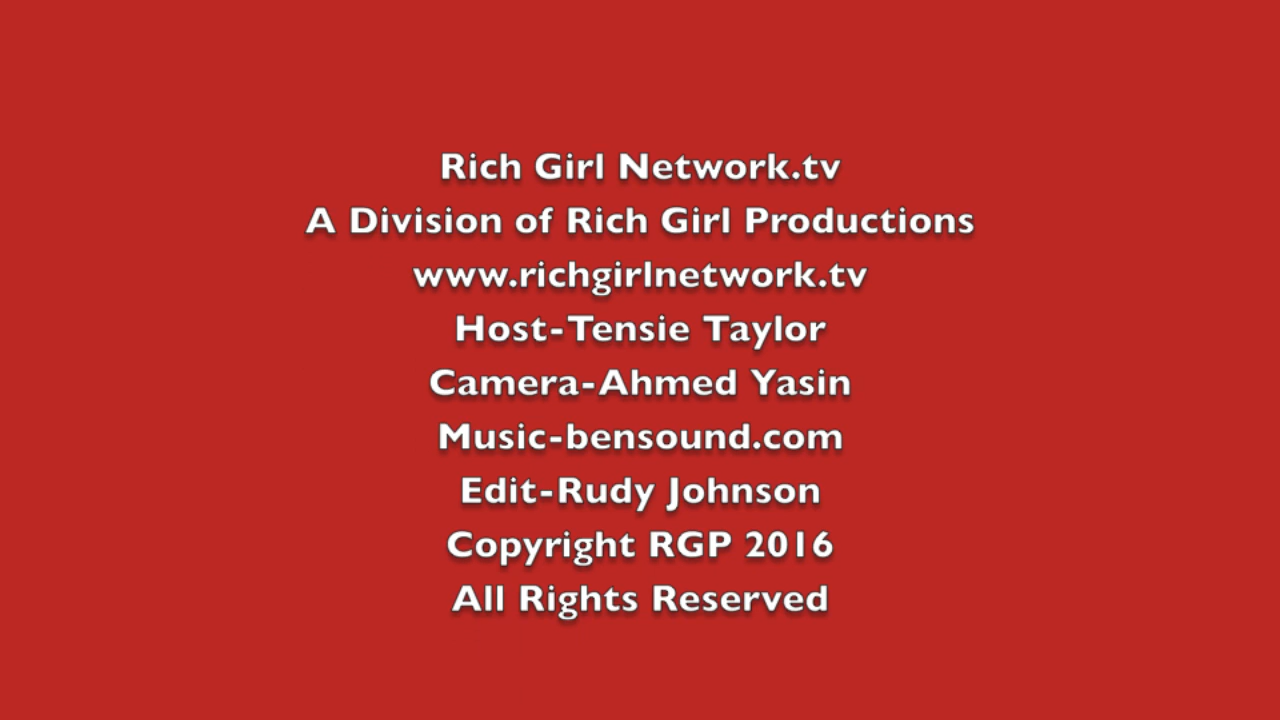 Rich Girl Network.tv
A Division of Rich Girl Productions
www.richgirlnetwork.tv
Host-Tensie Taylor
Camera-Ahmed Yasin
Music-bensound.com
Edit-Rudy Johnson
Copyright RGP 2016
All Rights Reserved